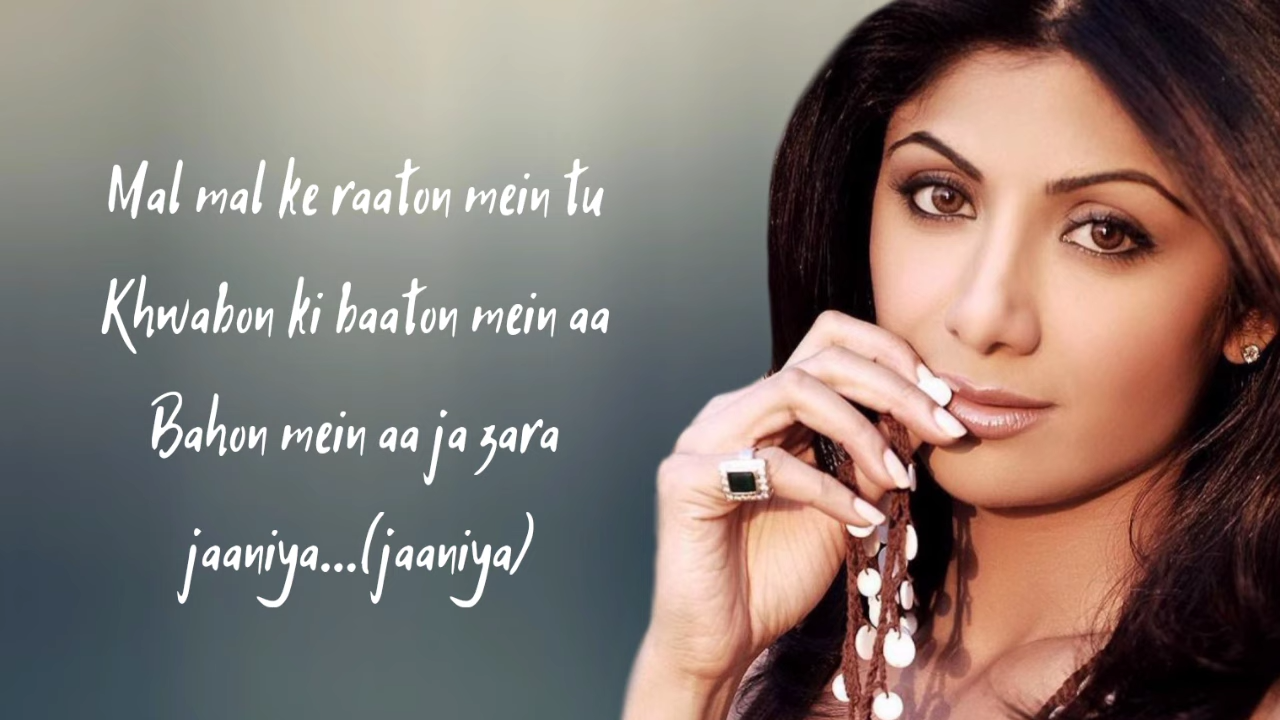 Mal mal ke raaton mein tu
Khwabon ki baaton mein aa
Bahon mein aa ja zara
jaaniya...(jaaniya)